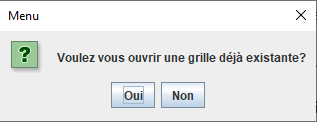 Menu
Voulez vous ouvrir une grille déjà existante?
Oui Non